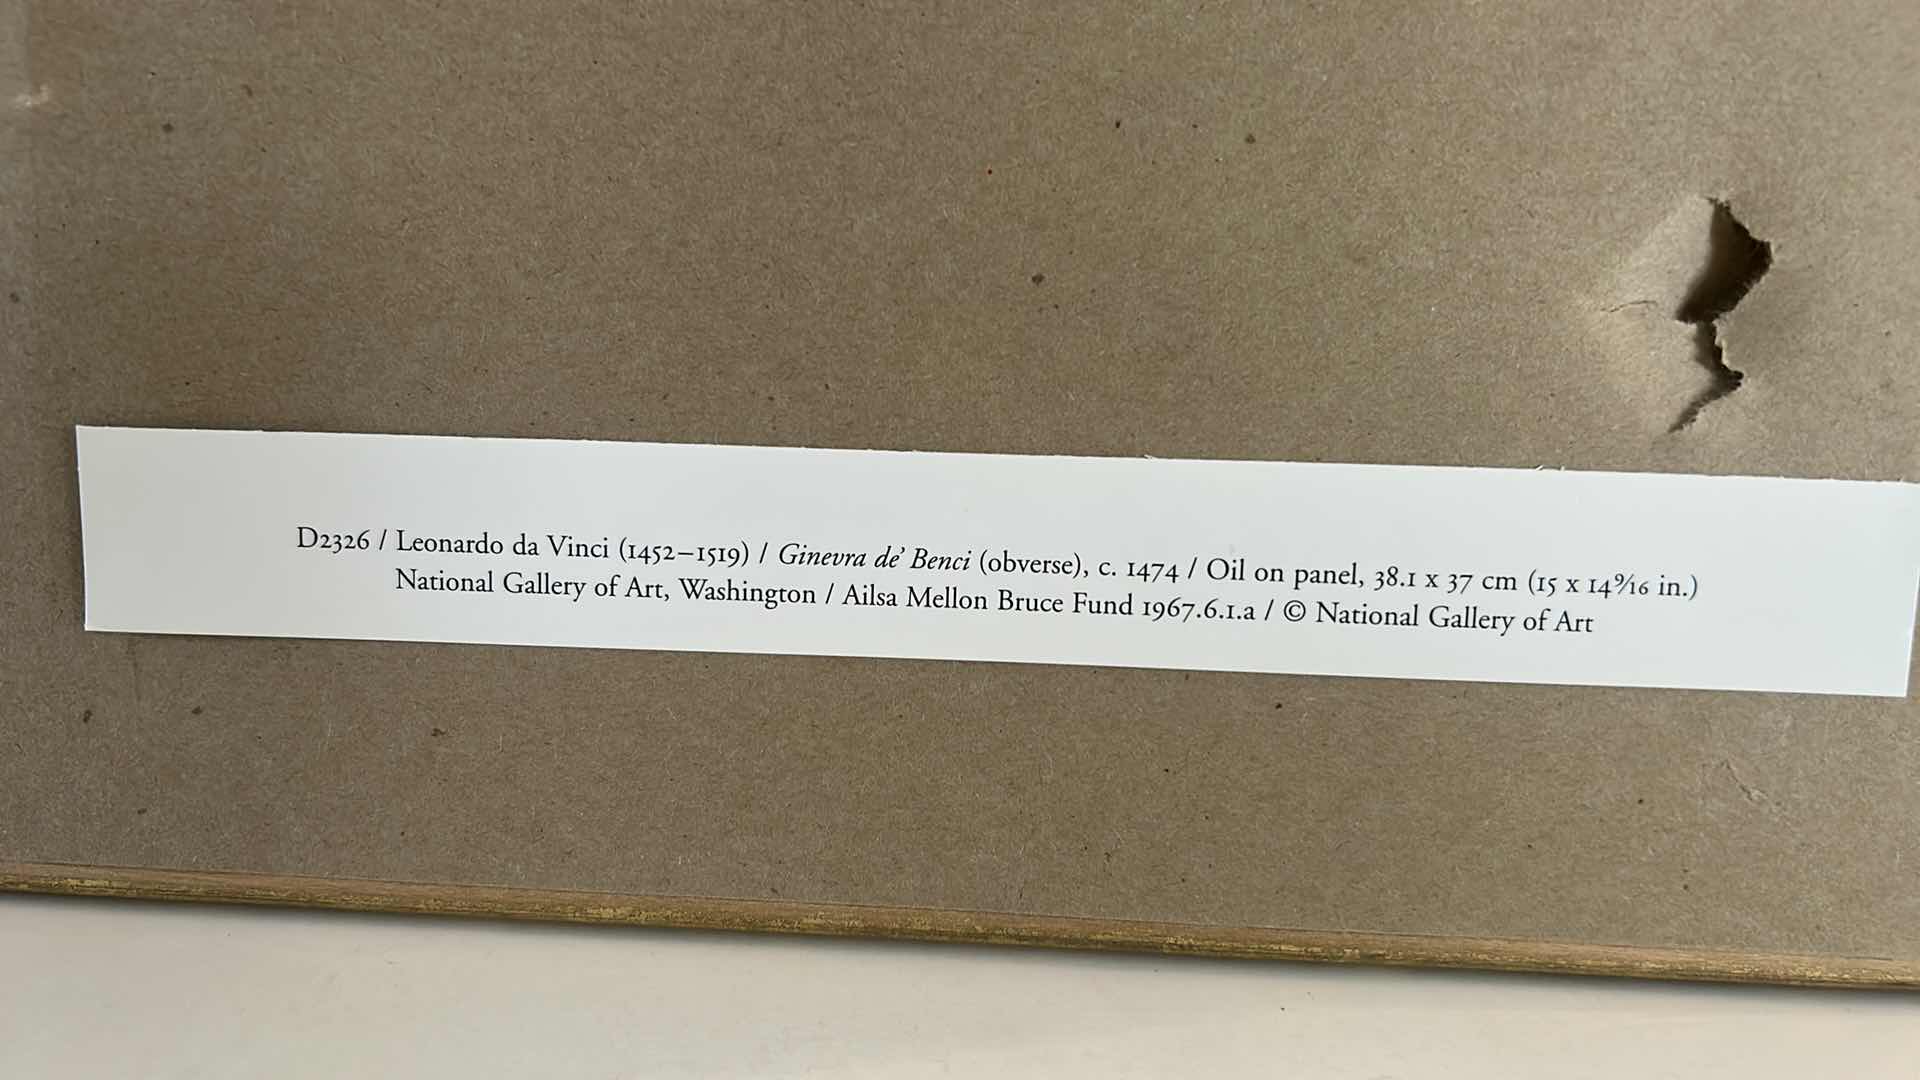 D2326 / Leonardo da Vinci (1452–1519) / Ginevra de’ Benci (obverse), c. 1474 / Oil on panel, 38.1 x 37 cm (15 x 14⁹⁄₁₆ in.)
National Gallery of Art, Washington / Ailsa Mellon Bruce Fund 1967.6.1.a / © National Gallery of Art